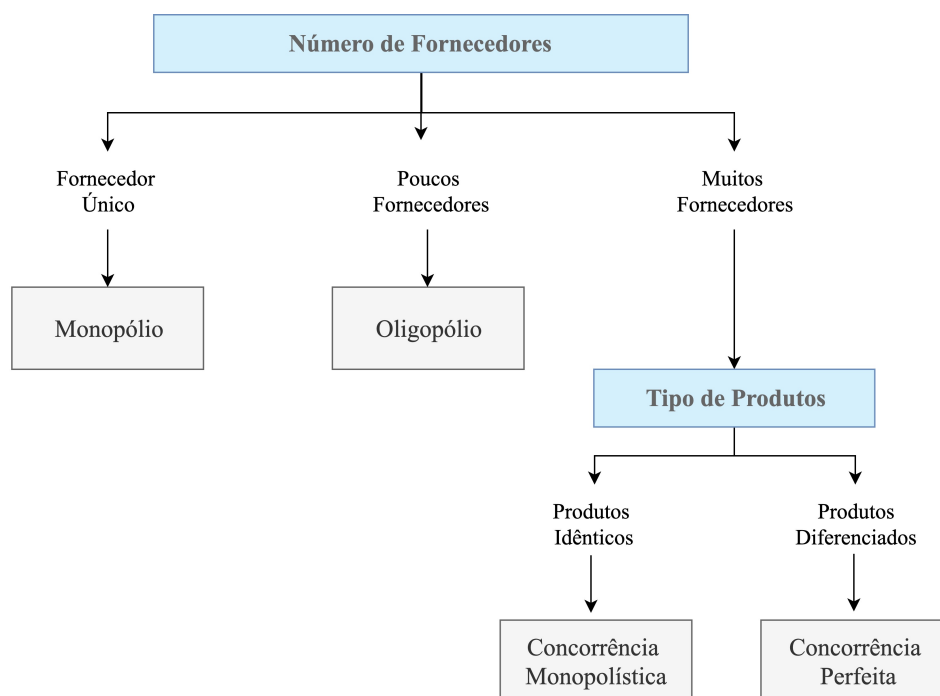 Número de Fornecedores
Fornecedor
Único
Poucos
Fornecedores
Muitos
Fornecedores
Monopólio
Oligopólio
Tipo de Produtos
Produtos
Idênticos
Produtos
Diferenciados
Concorrência
Monopolística
Concorrência
Perfeita